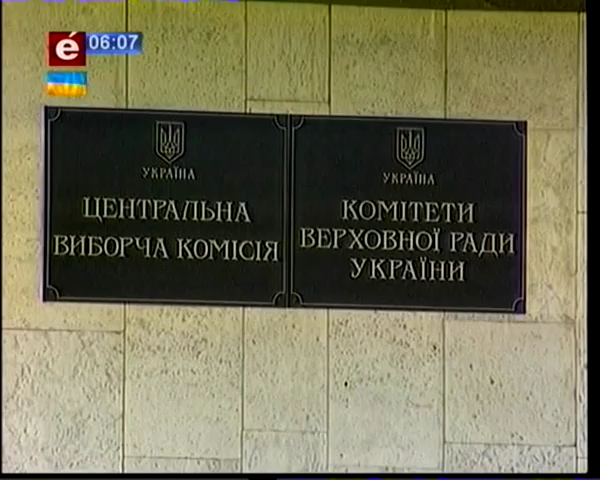 é 06:07
УКРАЇНА
ЦЕНТРАЛЬНА
ВИБОРЧА КОМІСІЯ
УКРАЇНА
КОМІТЕТИ
ВЕРХОВНОЇ РАДИ
УКРАЇНИ